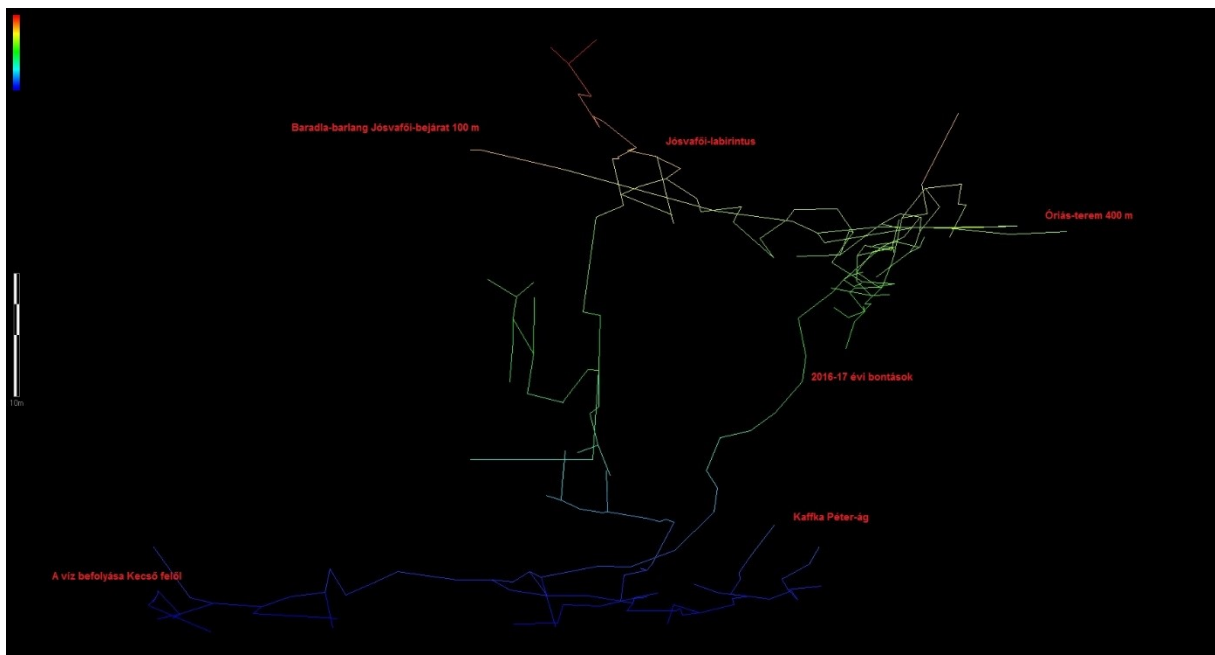 Baradla-barlang Jósvafői-bejárat 100 m
Jósvafői-labirintus
Óriás-terem 400 m
2016-17 évi bontások
10m
Kaffka Péter-ág
A víz befolyása Kecső felől